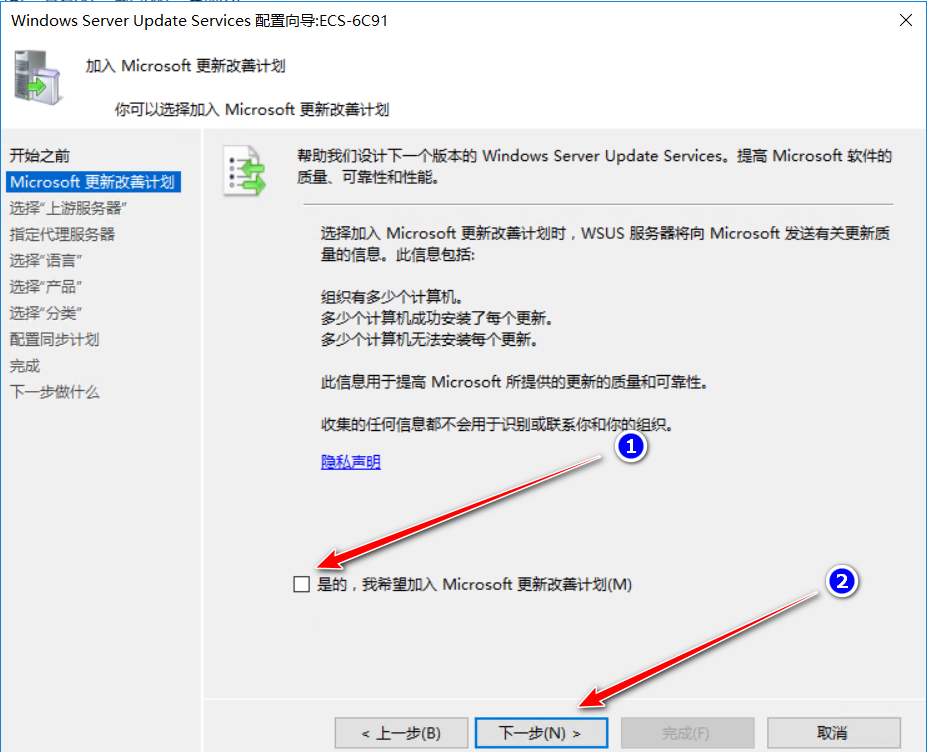 Windows Server Update Services 配置向导:ECS-6C91
加入 Microsoft 更新改善计划
你可以选择加入 Microsoft 更新改善计划
开始之前
Microsoft 更新改善计划
选择"上游服务器"
指定代理服务器
选择"语言"
选择"产品"
选择"分类"
配置同步计划
完成
下一步做什么
帮助我们设计下一个版本的 Windows Server Update Services。提高 Microsoft 软件的
质量、可靠性和性能。
选择加入 Microsoft 更新改善计划时，WSUS 服务器将向 Microsoft 发送有关更新质
量的信息。此信息包括:
组织有多少个计算机。
多少个计算机成功安装了每个更新。
多少个计算机无法安装每个更新。
此信息用于提高 Microsoft 所提供的更新的质量和可靠性。
收集的任何信息都不会用于识别或联系你和你的组织。
1
隐私声明
是的，我希望加入 Microsoft 更新改善计划(M)
2
< 上一步(B)
下一步(N) >
完成(F)
取消